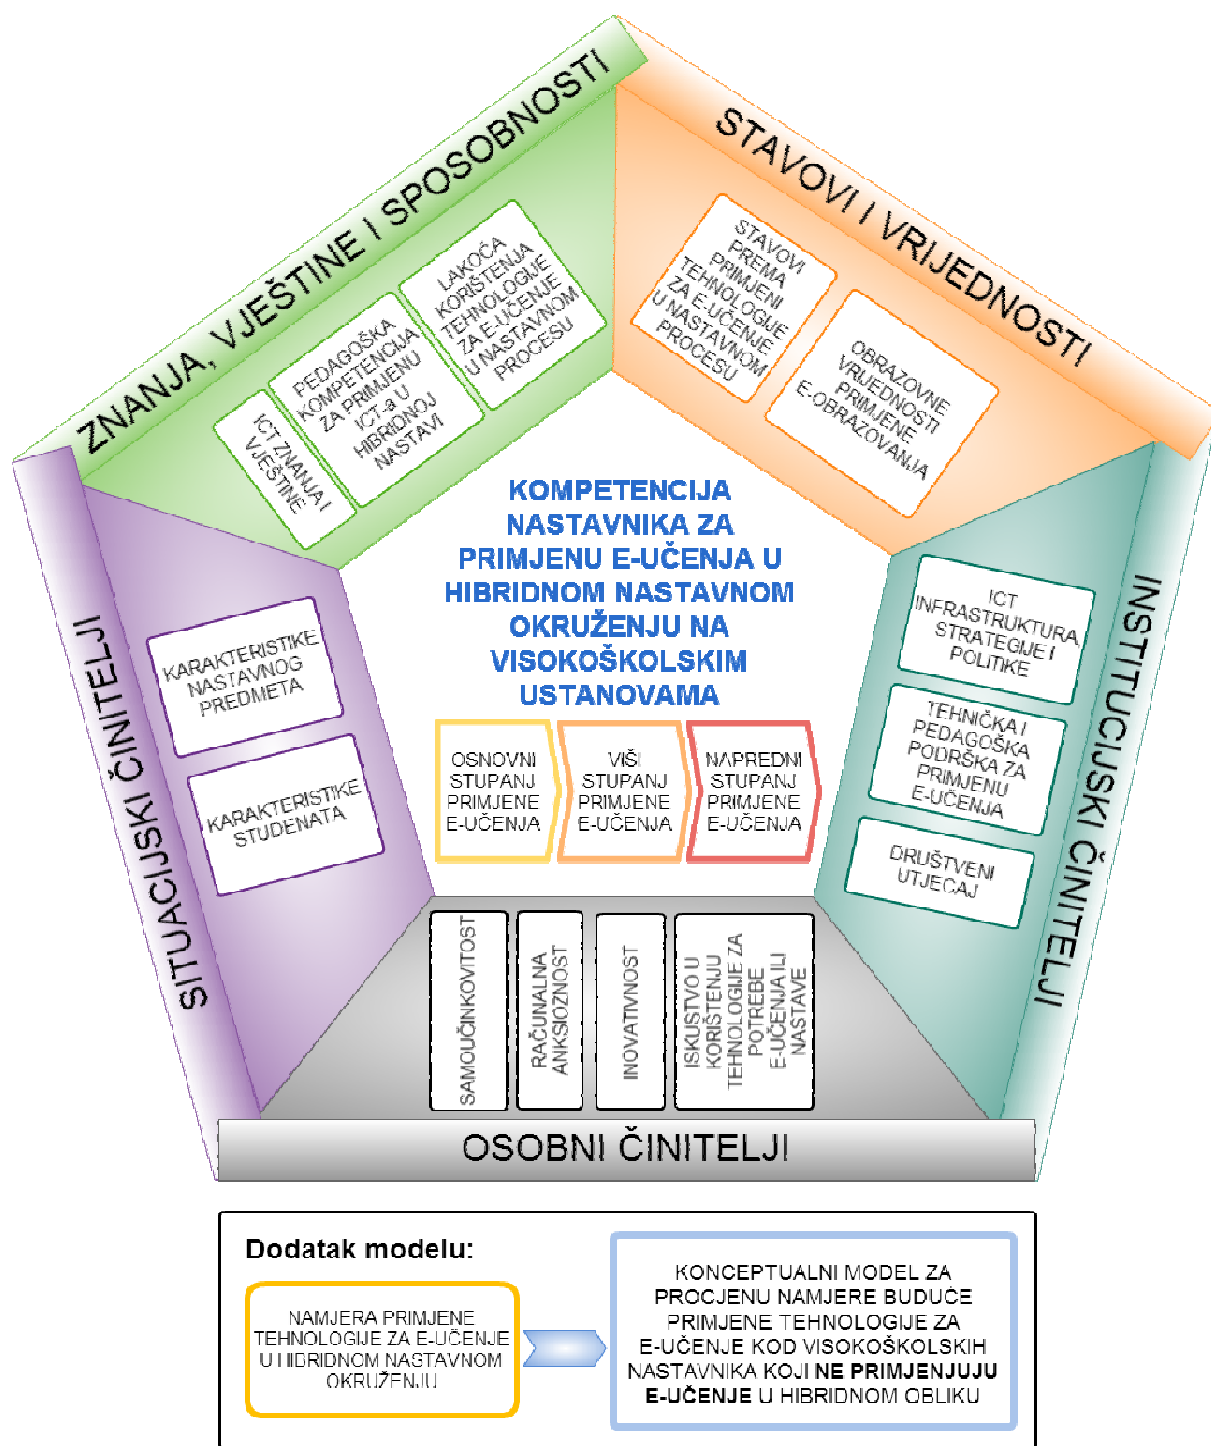 ZNANJA, VJEŠTINE I SPOSOBNOSTI
ICT ZNANJA I
VJEŠTINE
PEDAGOŠKA
KOMPETENCIJA
ZA PRIMJENU
ICT-a U
HIBRIDNOJ
NASTAVI
LAKOĆA
KORIŠTENJA
TEHNOLOGIJE
ZA E-UČENJE
U NASTAVNOM
PROCESU
STAVOVI I VRIJEDNOSTI
STAVOVI
PREMA
PRIMJENI
TEHNOLOGIJE
ZA E-UČENJE
U NASTAVNOM
PROCESU
OBRAZOVNE
VRIJEDNOSTI
PRIMJENE
E-OBRAZOVANJA
KOMPETENCIJA
NASTAVNIKA ZA
PRIMJENU E-UČENJA U
HIBRIDNOM NASTAVNOM
OKRUŽENJU NA
VISOKOŠKOLSKIM
USTANOVAMA
OSNOVNI
STUPANJ
PRIMJENE
E-UČENJA
VIŠI
STUPANJ
PRIMJENE
E-UČENJA
NAPREDNI
STUPANJ
PRIMJENE
E-UČENJA
SITUACIJSKI ČINITELJI
KARAKTERISTIKE
NASTAVNOG
PREDMETA
KARAKTERISTIKE
STUDENATA
INSTITUCIJSKI ČINITELJI
ICT
INFRASTRUKTURA,
STRATEGIJE I
POLITIKE
TEHNIČKA I
PEDAGOŠKA
PODRŠKA ZA
PRIMJENU
E-UČENJA
DRUŠTVENI
UTJECAJ
SAMOUČINKOVITOST
RAČUNALNA
ANKSIOZNOST
INOVATIVNOST
ISKUSTVO U
KORIŠTENJU
TEHNOLOGIJE ZA
POTREBE
E-UČENJA ILI
NASTAVE
OSOBNI ČINITELJI
Dodatak modelu:
NAMJERA PRIMJENE
TEHNOLOGIJE ZA E-UČENJE
U HIBRIDNOM NASTAVNOM
OKRUŽENJU
KONCEPTUALNI MODEL ZA
PROCJENU NAMJERE BUDUĆE
PRIMJENE TEHNOLOGIJE ZA
E-UČENJE KOD VISOKOŠKOLSKIH
NASTAVNIKA KOJI NE PRIMJENJUJU
E-UČENJE U HIBRIDNOM OBLIKU